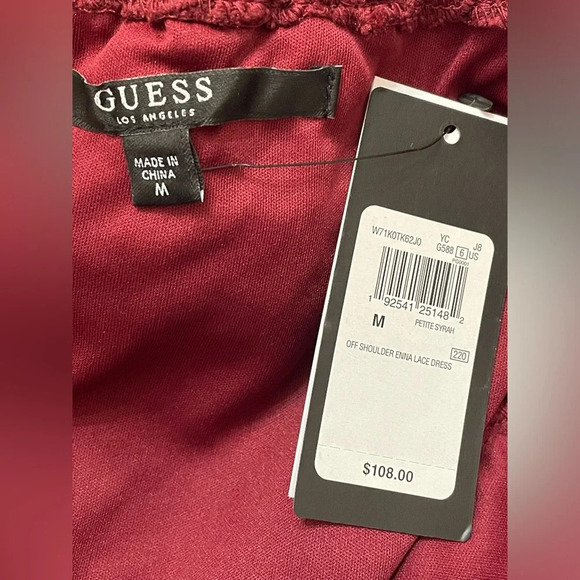 GUESS
LOS ANGELES
MADE IN
CHINA
M
W71K0TK62J0 YC J8
G588 6 US
PG0001
1 92541 25148 2
M PETITE SYRAH
OFF SHOULDER ENNA LACE DRESS 220
$108.00